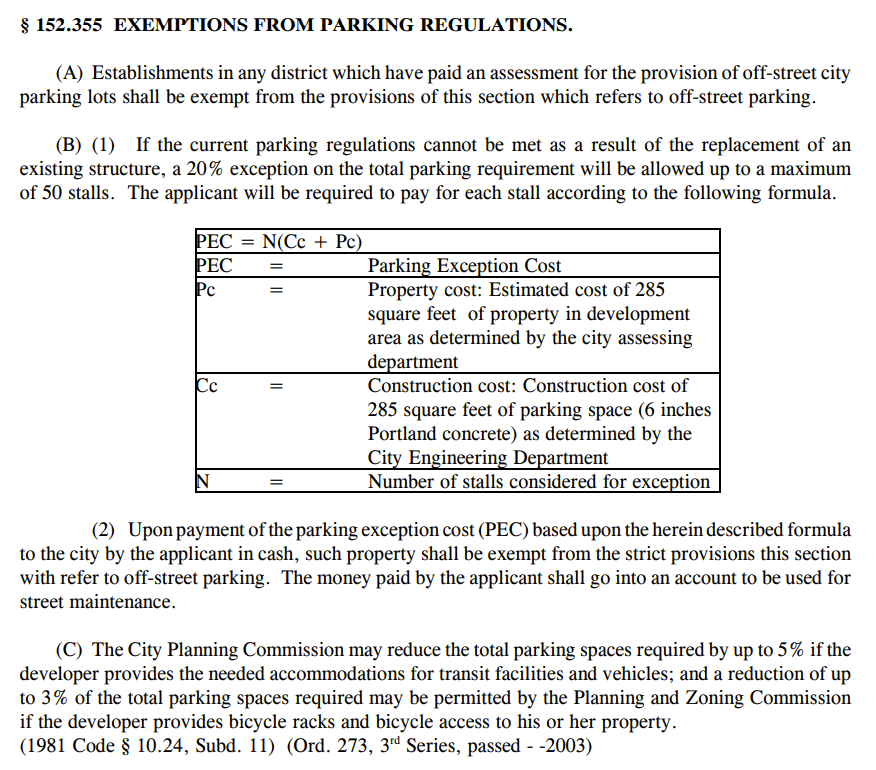 § 152.355 EXEMPTIONS FROM PARKING REGULATIONS.
(A) Establishments in any district which have paid an assessment for the provision of off-street city
parking lots shall be exempt from the provisions of this section which refers to off-street parking.
(B) (1) If the current parking regulations cannot be met as a result of the replacement of an
existing structure, a 20% exception on the total parking requirement will be allowed up to a maximum
of 50 stalls. The applicant will be required to pay for each stall according to the following formula.
PEC = N(Cc + Pc)
PEC = Parking Exception Cost
Pc = Property cost: Estimated cost of 285
square feet of property in development
area as determined by the city assessing
department
Cc = Construction cost: Construction cost of
285 square feet of parking space (6 inches
Portland concrete) as determined by the
City Engineering Department
N = Number of stalls considered for exception
(2) Upon payment of the parking exception cost (PEC) based upon the herein described formula
to the city by the applicant in cash, such property shall be exempt from the strict provisions this section
with refer to off-street parking. The money paid by the applicant shall go into an account to be used for
street maintenance.
(C) The City Planning Commission may reduce the total parking spaces required by up to 5% if the
developer provides the needed accommodations for transit facilities and vehicles; and a reduction of up
to 3% of the total parking spaces required may be permitted by the Planning and Zoning Commission
if the developer provides bicycle racks and bicycle access to his or her property.
(1981 Code § 10.24, Subd. 11) (Ord. 273, 3rd Series, passed - -2003)